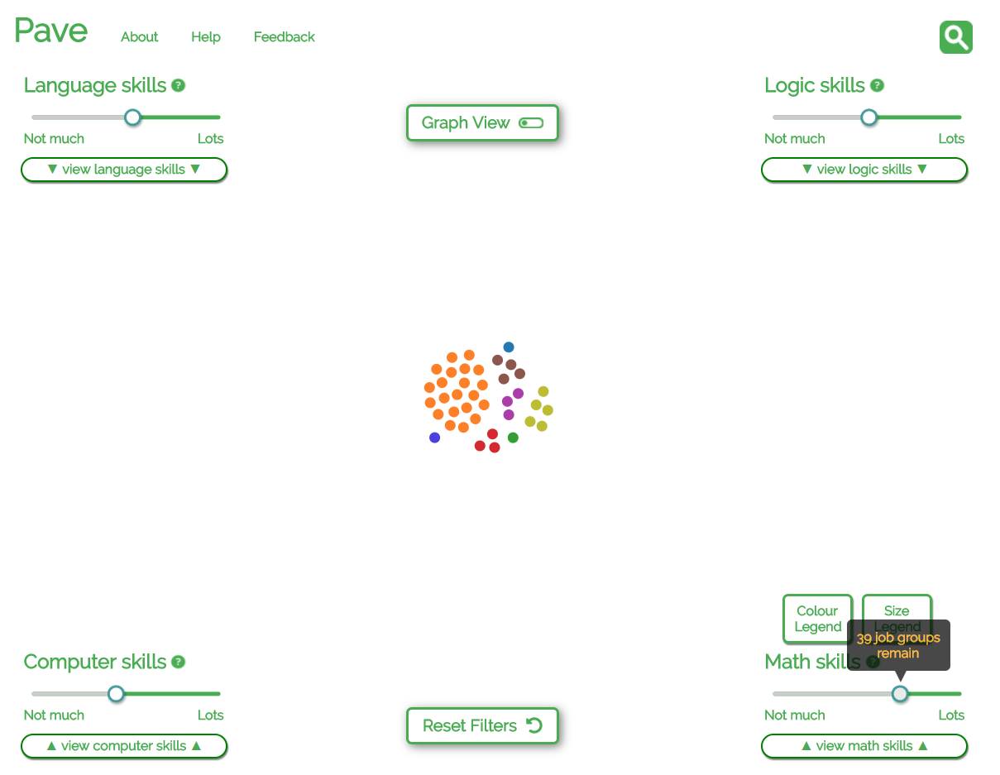 Pave
About
Help
Feedback
Language skills ?
Not much
Lots
▼ view language skills ▼
Graph View
Logic skills ?
Not much
Lots
▼ view logic skills ▼
Colour
Legend
Size
Legend
39 job groups
remain
Computer skills ?
Not much
Lots
▲ view computer skills ▲
Reset Filters
Math skills ?
Not much
Lots
▲ view math skills ▲